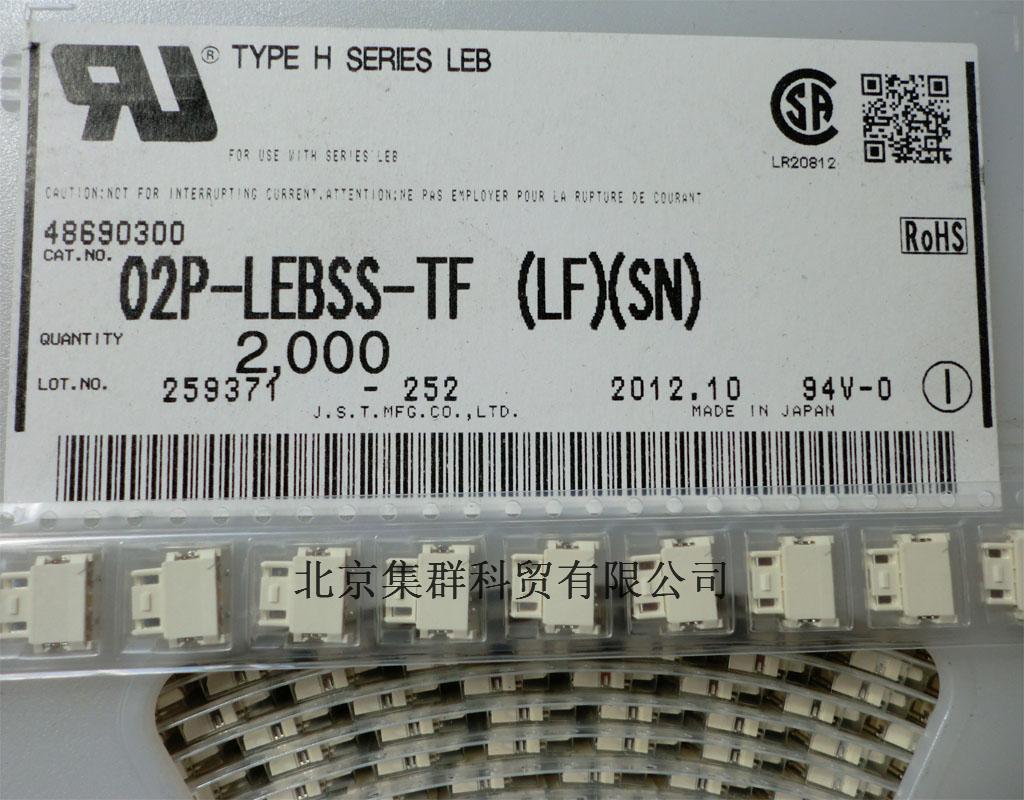 ® TYPE H SERIES LEB
LR20812
FOR USE WITH SERIES LEB
CAUTION:NOT FOR INTERRUPTING CURRENT,ATTENTION:NE PAS EMPLOYER POUR LA RUPTURE DE COURANT
48690300
RoHS
CAT.NO. 02P-LEBSS-TF (LF)(SN)
QUANTITY 2,000
LOT.NO. 259371 - 252 2012.10 94V-0
J.S.T.MFG.CO.,LTD. MADE IN JAPAN
北京集群科贸有限公司